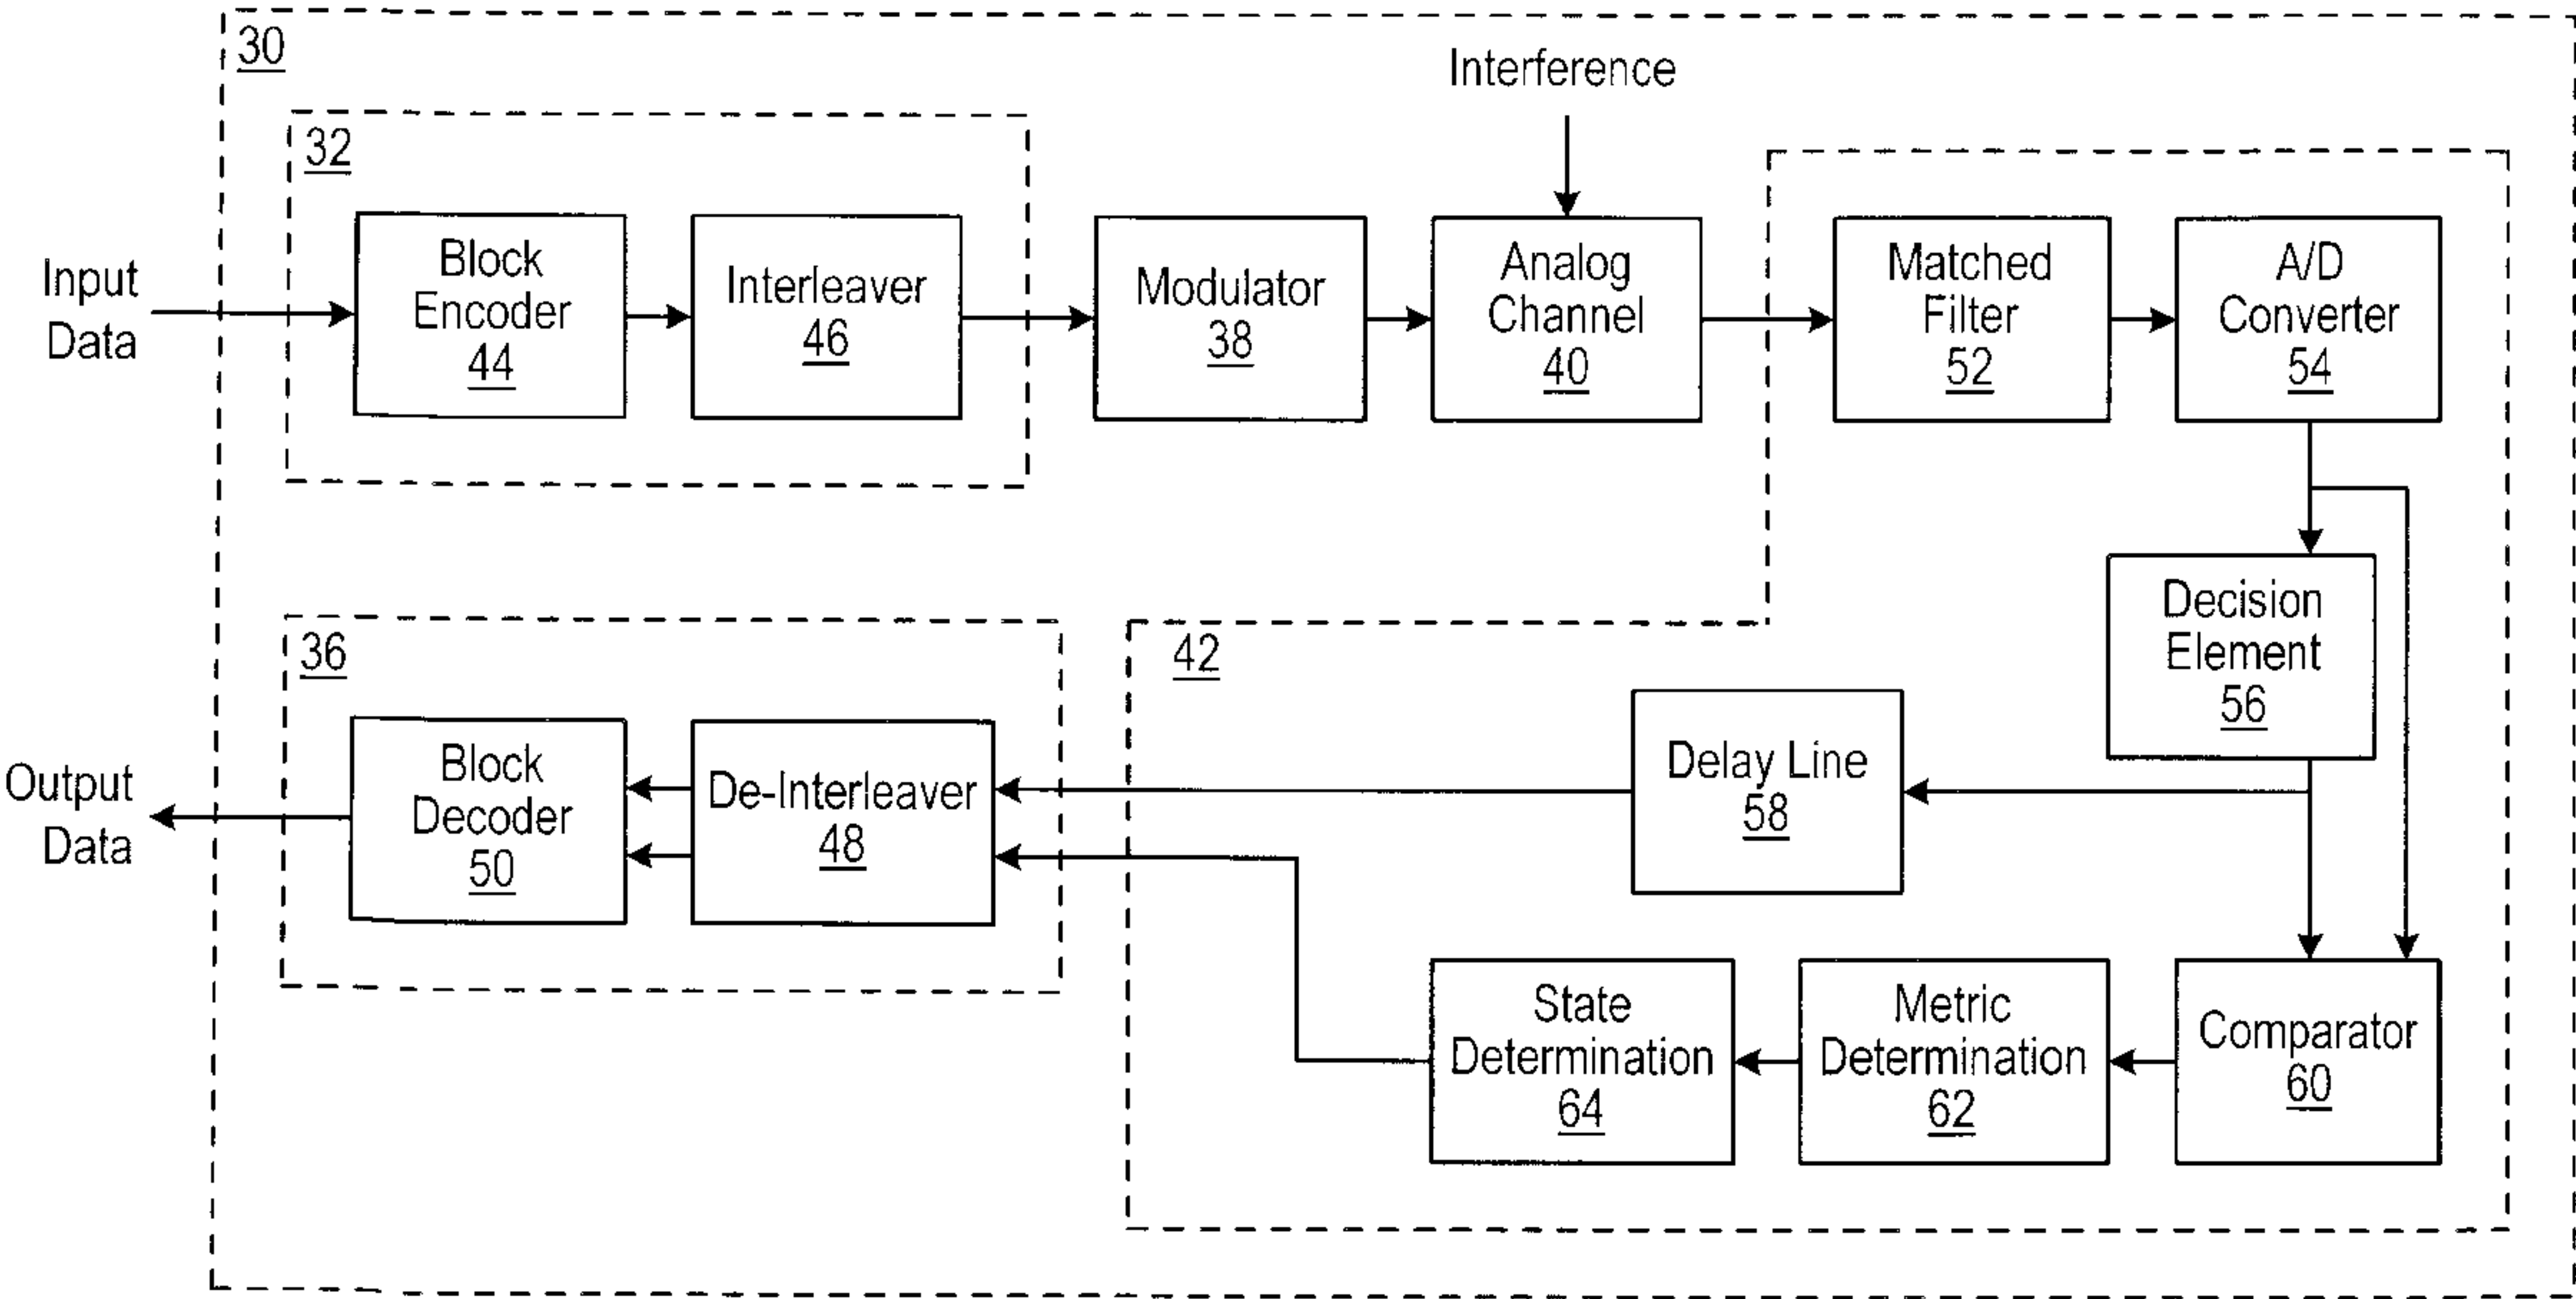 30
Interference
32
Input
Data
Block
Encoder
44
Interleaver
46
Modulator
38
Analog
Channel
40
Matched
Filter
52
A/D
Converter
54
Decision
Element
56
36
42
Output
Data
Block
Decoder
50
De-Interleaver
48
Delay Line
58
State
Determination
64
Metric
Determination
62
Comparator
60